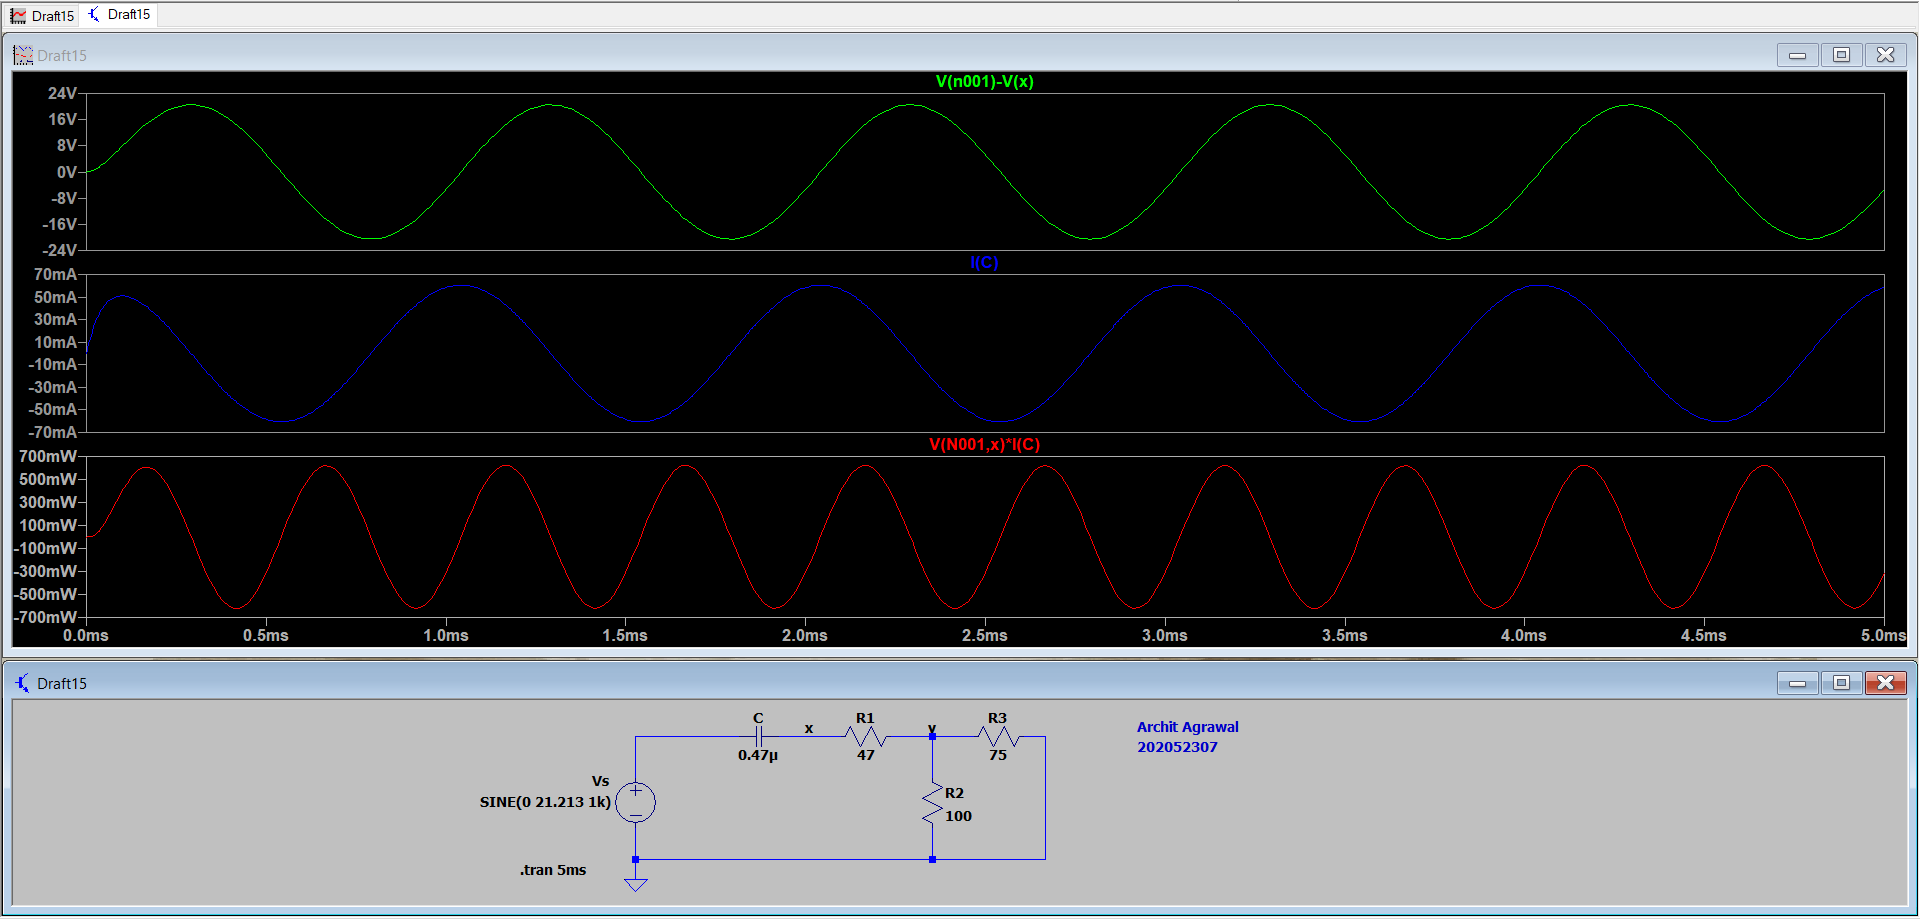 Draft15 Draft15
Draft15
V(n001)-V(x)
24V
16V
8V
0V
-8V
-16V
-24V
I(C)
70mA
50mA
30mA
10mA
-10mA
-30mA
-50mA
-70mA
V(N001,x)*I(C)
700mW
500mW
300mW
100mW
-100mW
-300mW
-500mW
-700mW
0.0ms 0.5ms 1.0ms 1.5ms 2.0ms 2.5ms 3.0ms 3.5ms 4.0ms 4.5ms 5.0ms
Draft15
C
0.47µ
x
R1
47
y
R3
75
Archit Agrawal
202052307
Vs
SINE(0 21.213 1k)
R2
100
.tran 5ms